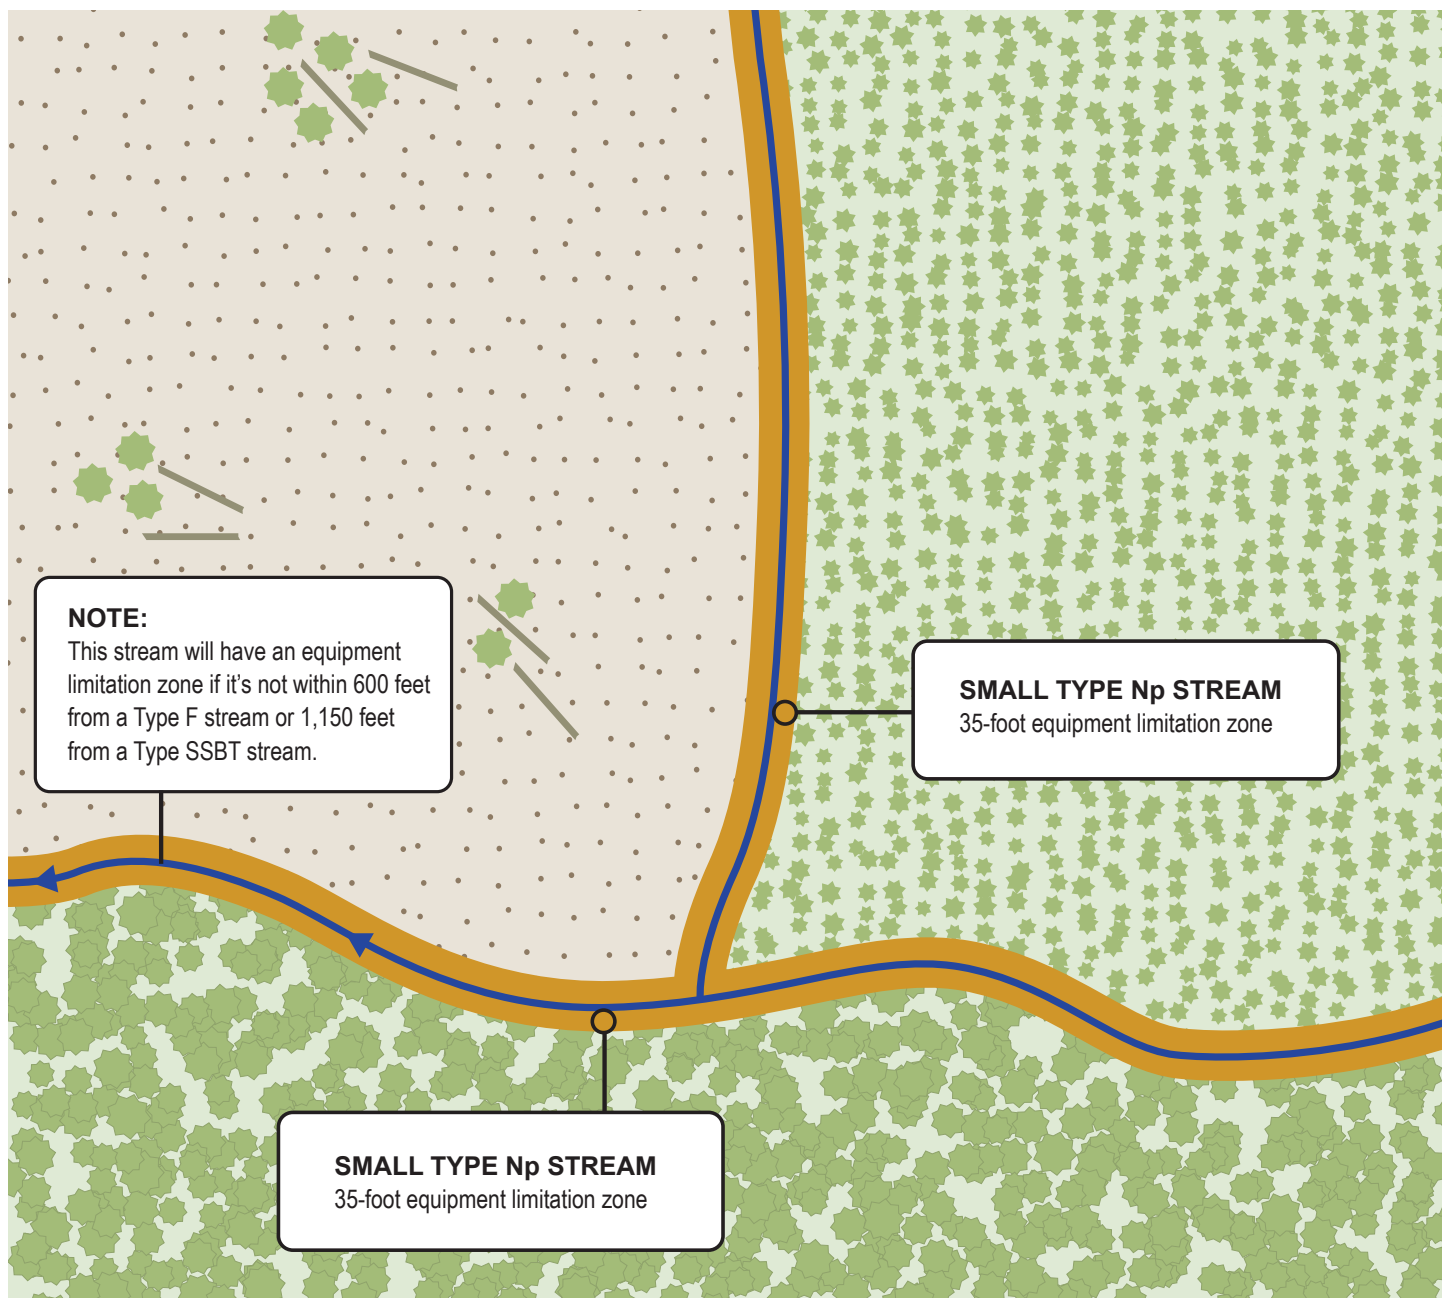 NOTE:
This stream will have an equipment
limitation zone if it's not within 600 feet
from a Type F stream or 1,150 feet
from a Type SSBT stream.
SMALL TYPE Np STREAM
35-foot equipment limitation zone
SMALL TYPE Np STREAM
35-foot equipment limitation zone